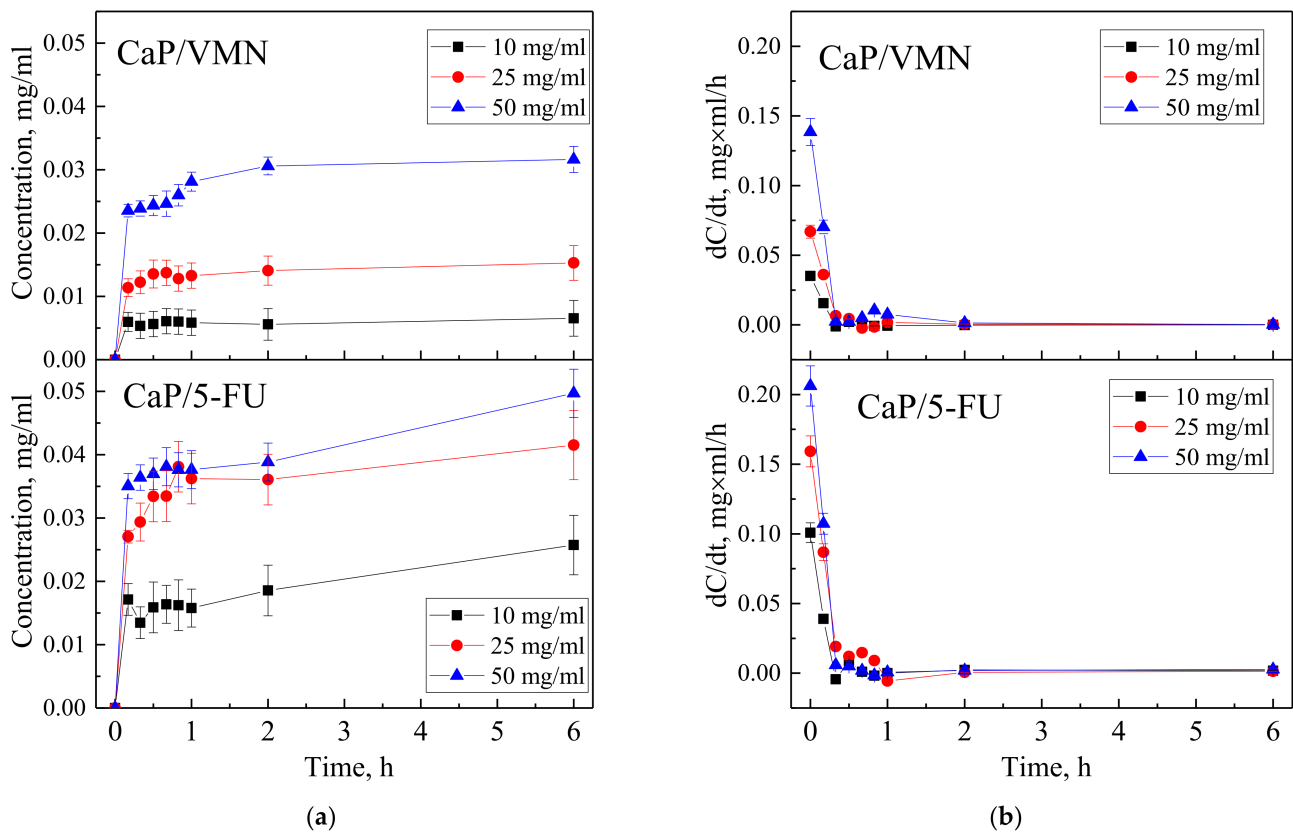 CaP/VMN
10 mg/ml
25 mg/ml
50 mg/ml
Concentration, mg/ml
0.05
0.04
0.03
0.02
0.01
0.00
CaP/5-FU
10 mg/ml
25 mg/ml
50 mg/ml
Concentration, mg/ml
0.05
0.04
0.03
0.02
0.01
0.00
0 1 2 3 4 5 6
Time, h
(a)
CaP/VMN
10 mg/ml
25 mg/ml
50 mg/ml
dC/dt, mg×ml/h
0.20
0.15
0.10
0.05
0.00
CaP/5-FU
10 mg/ml
25 mg/ml
50 mg/ml
dC/dt, mg×ml/h
0.20
0.15
0.10
0.05
0.00
0 1 2 3 4 5 6
Time, h
(b)